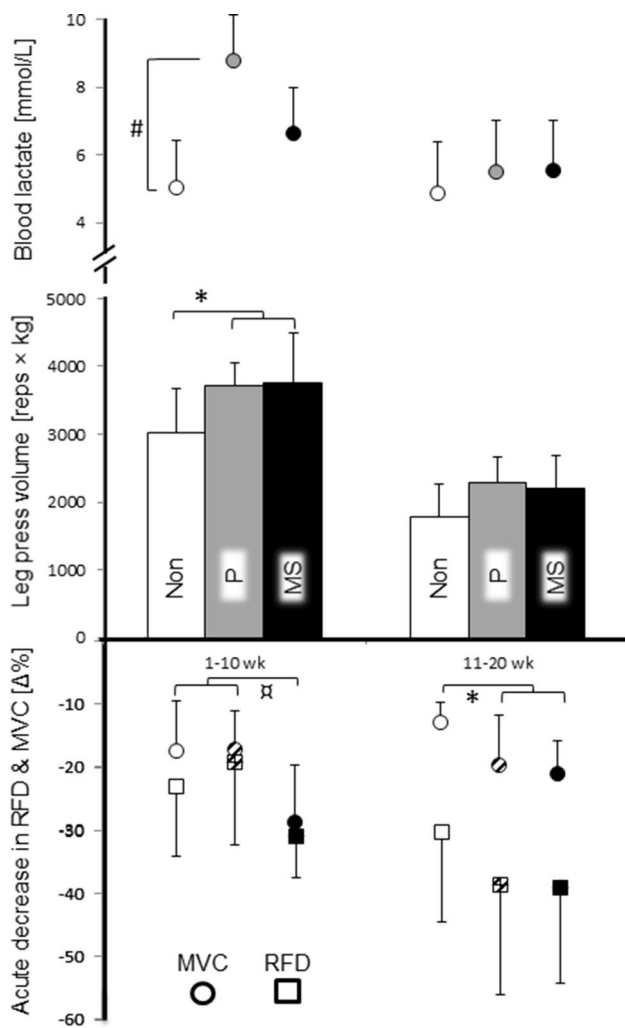 Blood lactate [mmol/L]
10
8
6
4
#
Leg press volume [reps × kg]
5000
4000
3000
2000
1000
0
*
Non
P
MS
Non
P
MS
1-10 wk
11-20 wk
Acute decrease in RFD & MVC [Δ%]
-10
-20
-30
-40
-50
-60
¤
*
MVC
RFD